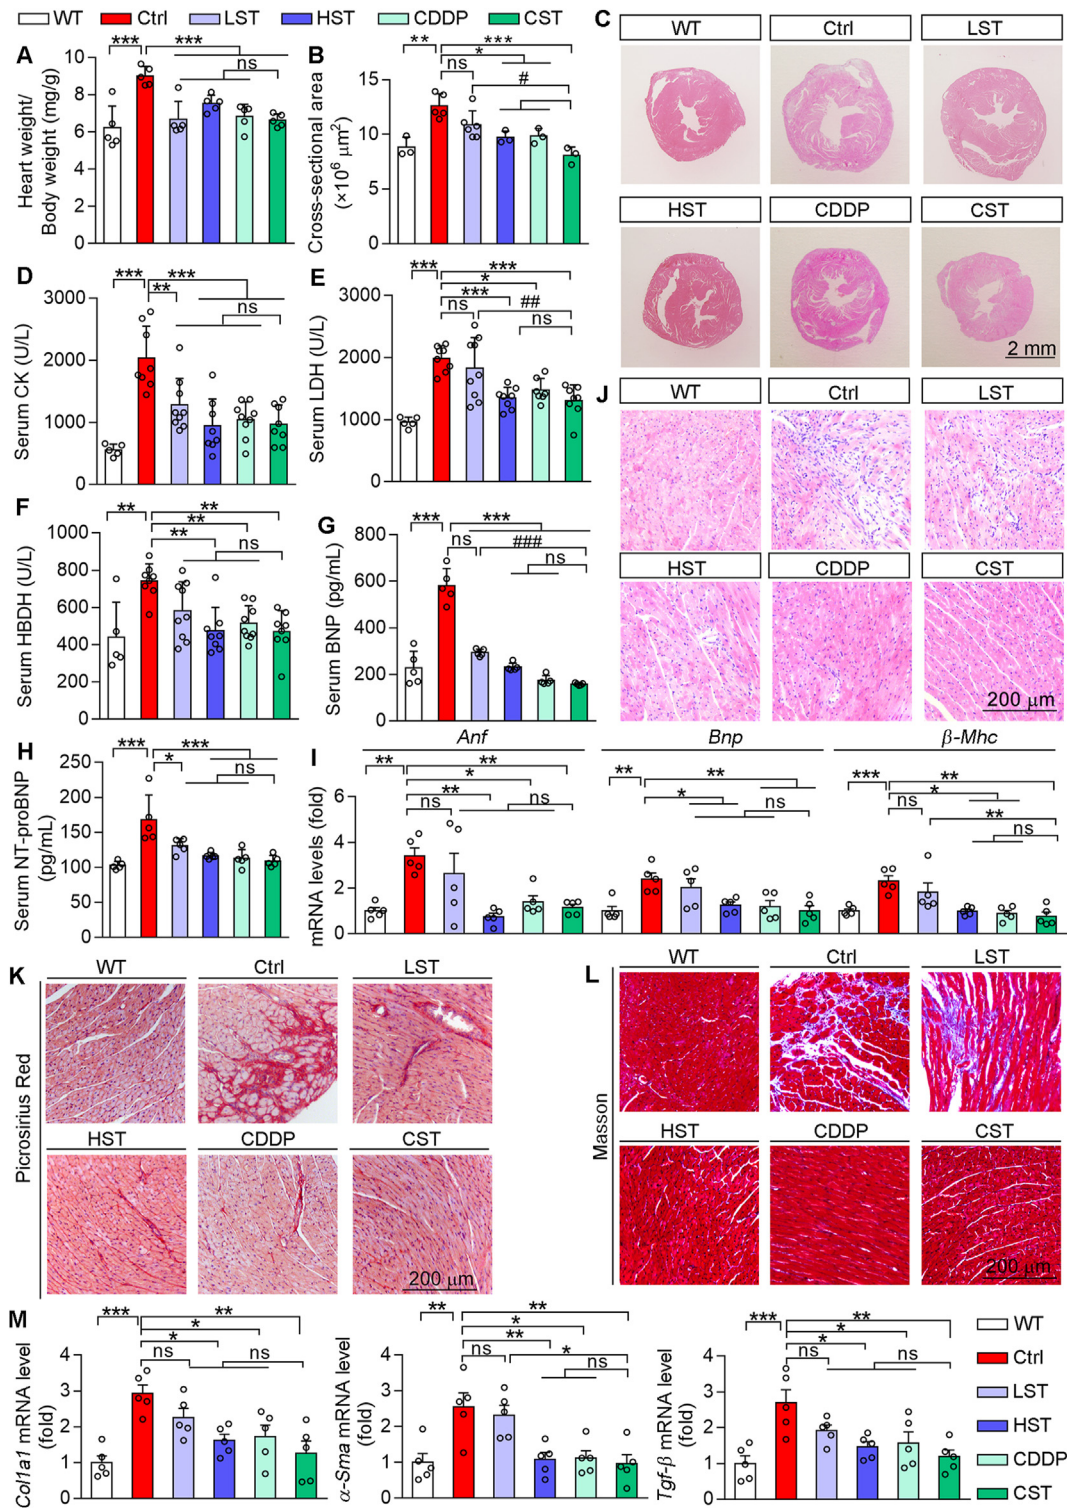 WT Ctrl LST HST CDDP CST
A
Heart weight/
Body weight (mg/g)
10
8
6
4
2
0
*** *** ns
B
Cross-sectional area
(×10⁶ μm²)
15
10
5
0
** *** * ns #
C
WT Ctrl LST
HST CDDP CST
2 mm
D
Serum CK (U/L)
3000
2000
1000
0
*** *** ** ns
E
Serum LDH (U/L)
3000
2000
1000
0
*** *** * *** ns ## ns
F
Serum HBDH (U/L)
1000
800
600
400
200
0
** ** ** ** ns
G
Serum BNP (pg/mL)
800
600
400
200
0
*** *** ns ### ns
H
Serum NT-proBNP
(pg/mL)
250
200
150
100
50
0
*** *** * ns
I
Anf Bnp β-Mhc
mRNA levels (fold)
6
4
2
0
** ** * ** ns ns
** ** * ns
*** ** * ns ** ns
J
WT Ctrl LST
HST CDDP CST
200 μm
K
Picrosirius Red
WT Ctrl LST
HST CDDP CST
200 μm
L
Masson
WT Ctrl LST
HST CDDP CST
200 μm
M
Col1a1 mRNA level
(fold)
4
3
2
1
0
*** ** * * ns ns
α-Sma mRNA level
(fold)
4
3
2
1
0
** ** * ** ns * ns
Tgf-β mRNA level
(fold)
4
3
2
1
0
*** ** * * ns ns
WT
Ctrl
LST
HST
CDDP
CST